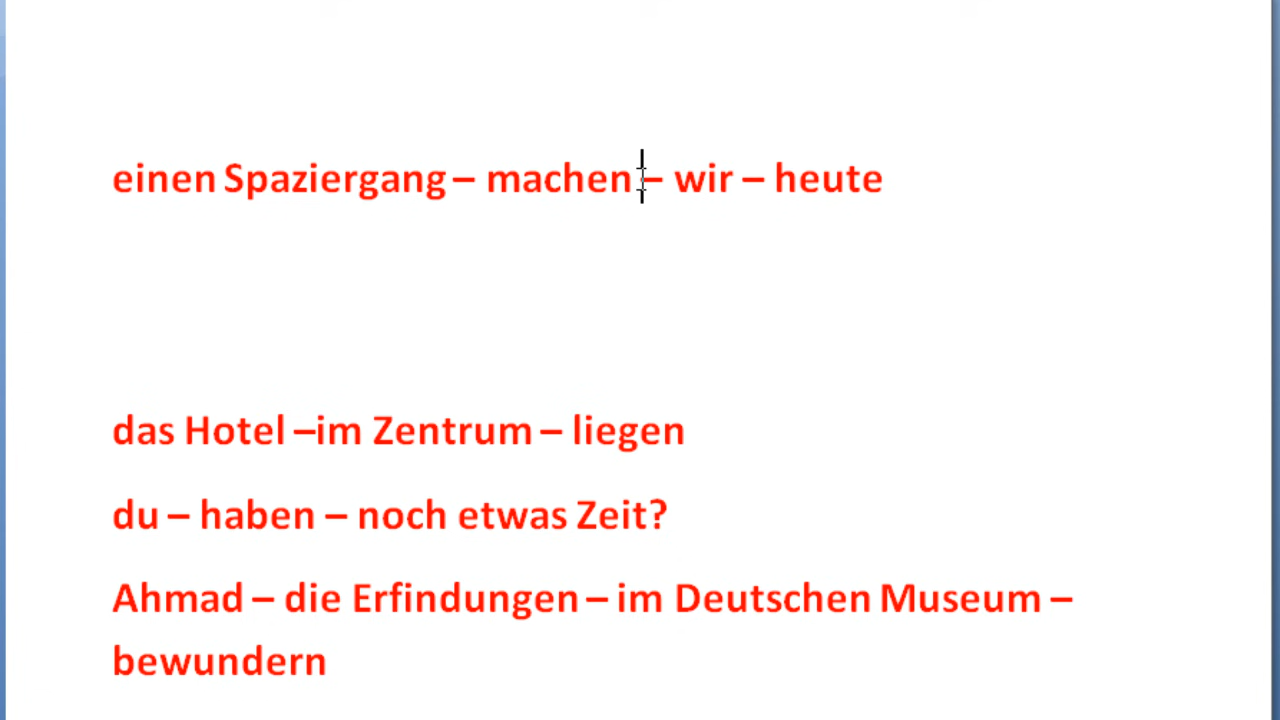 einen Spaziergang – machen – wir – heute
das Hotel –im Zentrum – liegen
du – haben – noch etwas Zeit?
Ahmad – die Erfindungen – im Deutschen Museum –
bewundern